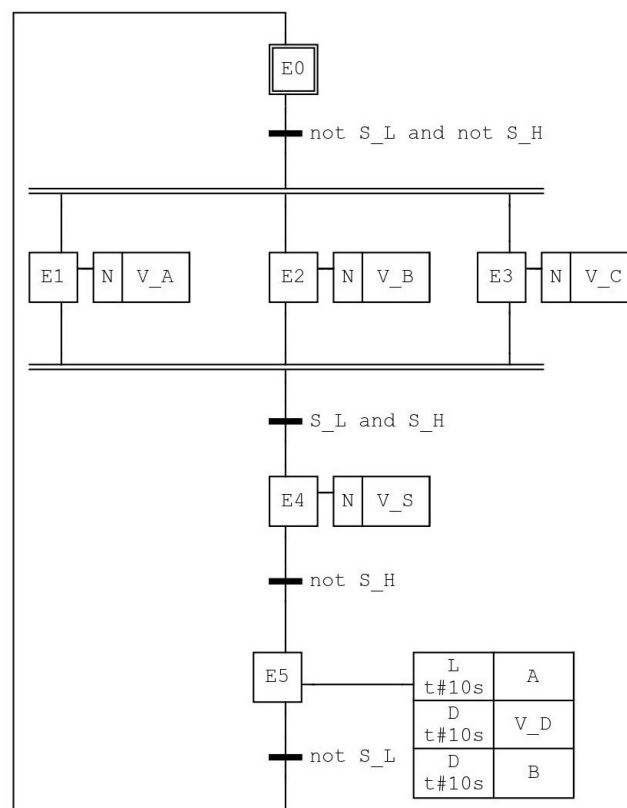 E0
not S_L and not S_H
E1 N V_A E2 N V_B E3 N V_C
S_L and S_H
E4 N V_S
not S_H
E5
L
t#10s A
D
t#10s V_D
not S_L
D
t#10s B